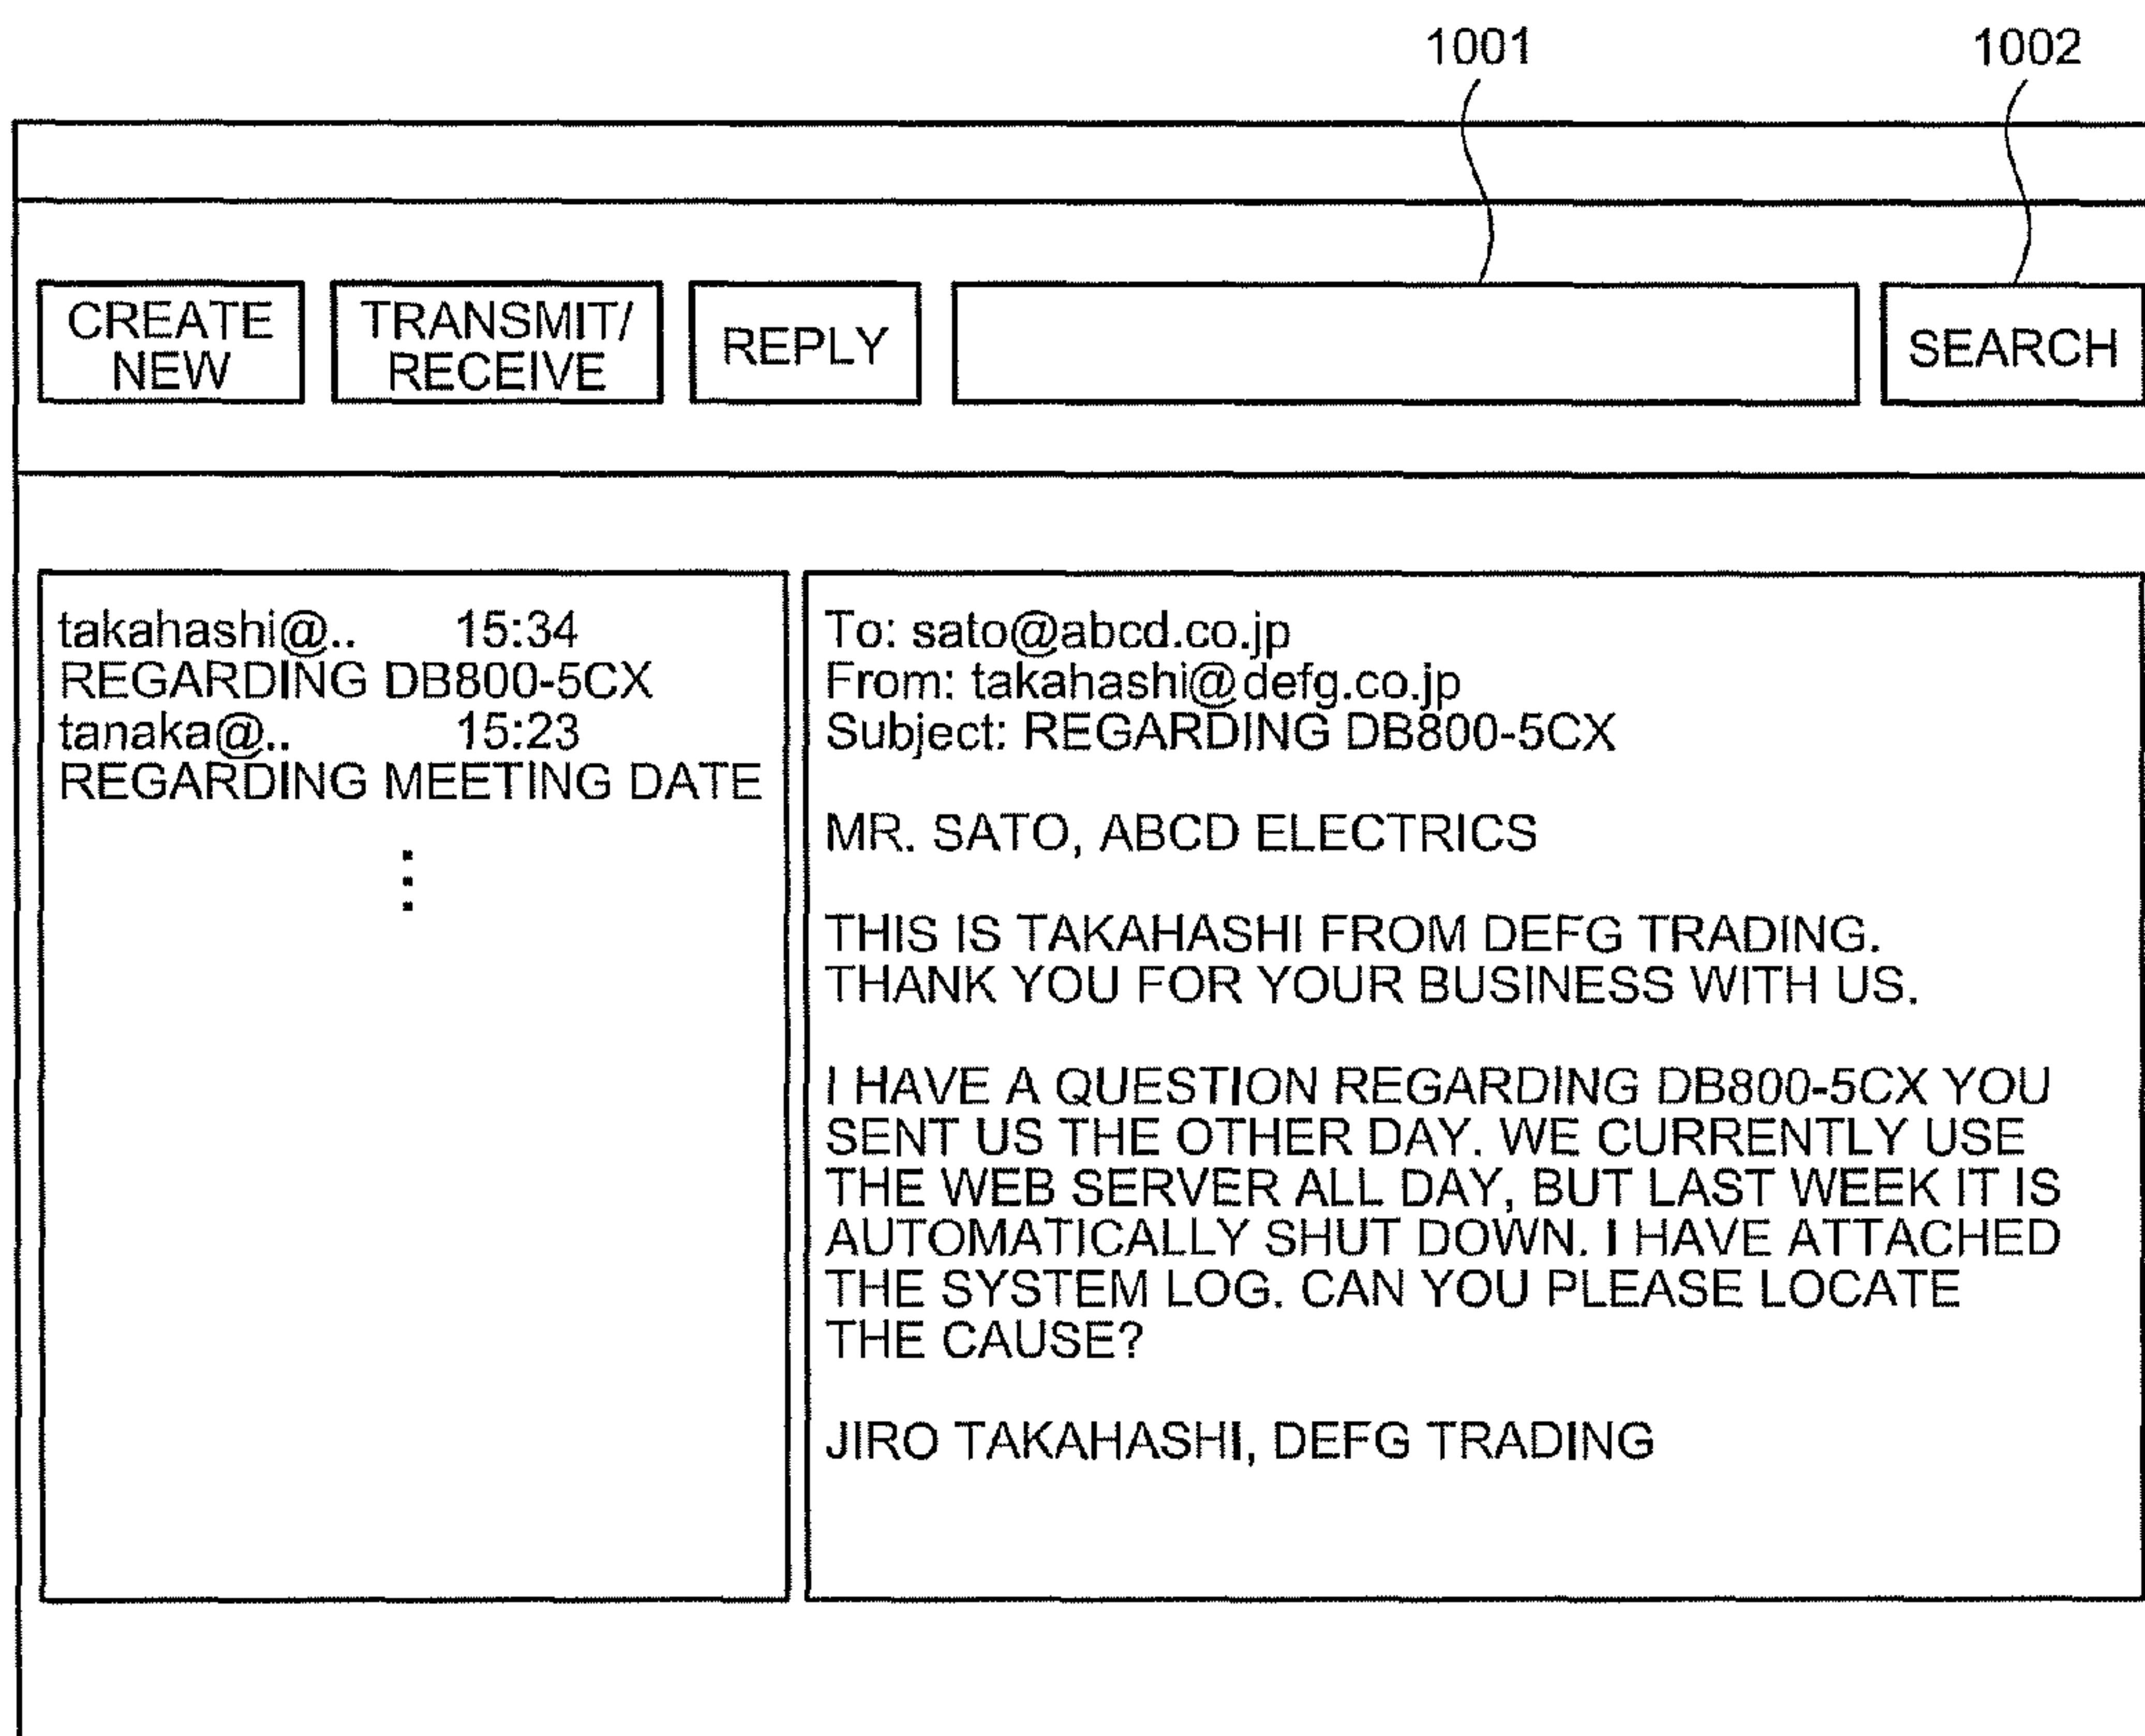 1001
1002
CREATE
NEW
TRANSMIT/
RECEIVE
REPLY
SEARCH
takahashi@.. 15:34
REGARDING DB800-5CX
tanaka@.. 15:23
REGARDING MEETING DATE
To: sato@abcd.co.jp
From: takahashi@defg.co.jp
Subject: REGARDING DB800-5CX
MR. SATO, ABCD ELECTRICS
THIS IS TAKAHASHI FROM DEFG TRADING.
THANK YOU FOR YOUR BUSINESS WITH US.
I HAVE A QUESTION REGARDING DB800-5CX YOU
SENT US THE OTHER DAY. WE CURRENTLY USE
THE WEB SERVER ALL DAY, BUT LAST WEEK IT IS
AUTOMATICALLY SHUT DOWN. I HAVE ATTACHED
THE SYSTEM LOG. CAN YOU PLEASE LOCATE
THE CAUSE?
JIRO TAKAHASHI, DEFG TRADING